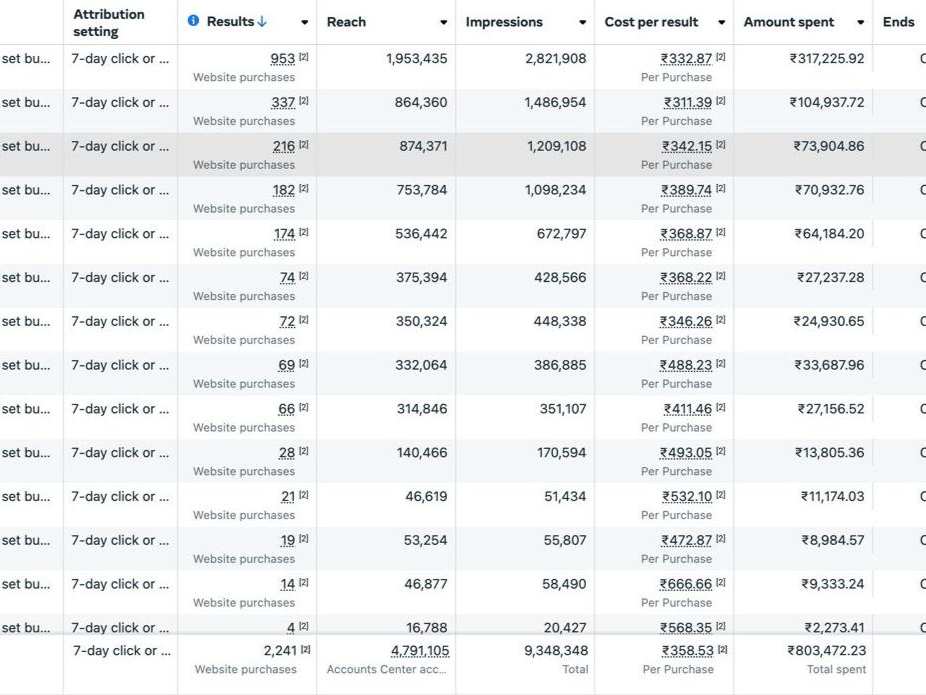 Attribution setting Results↓ Reach Impressions Cost per result Amount spent Ends
set bu... 7-day click or ... 953 [2] 1,953,435 2,821,908 ₹332.87 [2] ₹317,225.92
Website purchases Per Purchase
set bu... 7-day click or ... 337 [2] 864,360 1,486,954 ₹311.39 [2] ₹104,937.72
Website purchases Per Purchase
set bu... 7-day click or ... 216 [2] 874,371 1,209,108 ₹342.15 [2] ₹73,904.86
Website purchases Per Purchase
set bu... 7-day click or ... 182 [2] 753,784 1,098,234 ₹389.74 [2] ₹70,932.76
Website purchases Per Purchase
set bu... 7-day click or ... 174 [2] 536,442 672,797 ₹368.87 [2] ₹64,184.20
Website purchases Per Purchase
set bu... 7-day click or ... 74 [2] 375,394 428,566 ₹368.22 [2] ₹27,237.28
Website purchases Per Purchase
set bu... 7-day click or ... 72 [2] 350,324 448,338 ₹346.26 [2] ₹24,930.65
Website purchases Per Purchase
set bu... 7-day click or ... 69 [2] 332,064 386,885 ₹488.23 [2] ₹33,687.96
Website purchases Per Purchase
set bu... 7-day click or ... 66 [2] 314,846 351,107 ₹411.46 [2] ₹27,156.52
Website purchases Per Purchase
set bu... 7-day click or ... 28 [2] 140,466 170,594 ₹493.05 [2] ₹13,805.36
Website purchases Per Purchase
set bu... 7-day click or ... 21 [2] 46,619 51,434 ₹532.10 [2] ₹11,174.03
Website purchases Per Purchase
set bu... 7-day click or ... 19 [2] 53,254 55,807 ₹472.87 [2] ₹8,984.57
Website purchases Per Purchase
set bu... 7-day click or ... 14 [2] 46,877 58,490 ₹666.66 [2] ₹9,333.24
Website purchases Per Purchase
set bu... 7-day click or ... 4 [2] 16,788 20,427 ₹568.35 [2] ₹2,273.41
7-day click or ... 2,241 [2] 4,791,105 9,348,348 ₹358.53 [2] ₹803,472.23
Website purchases Accounts Center acc... Total Per Purchase Total spent